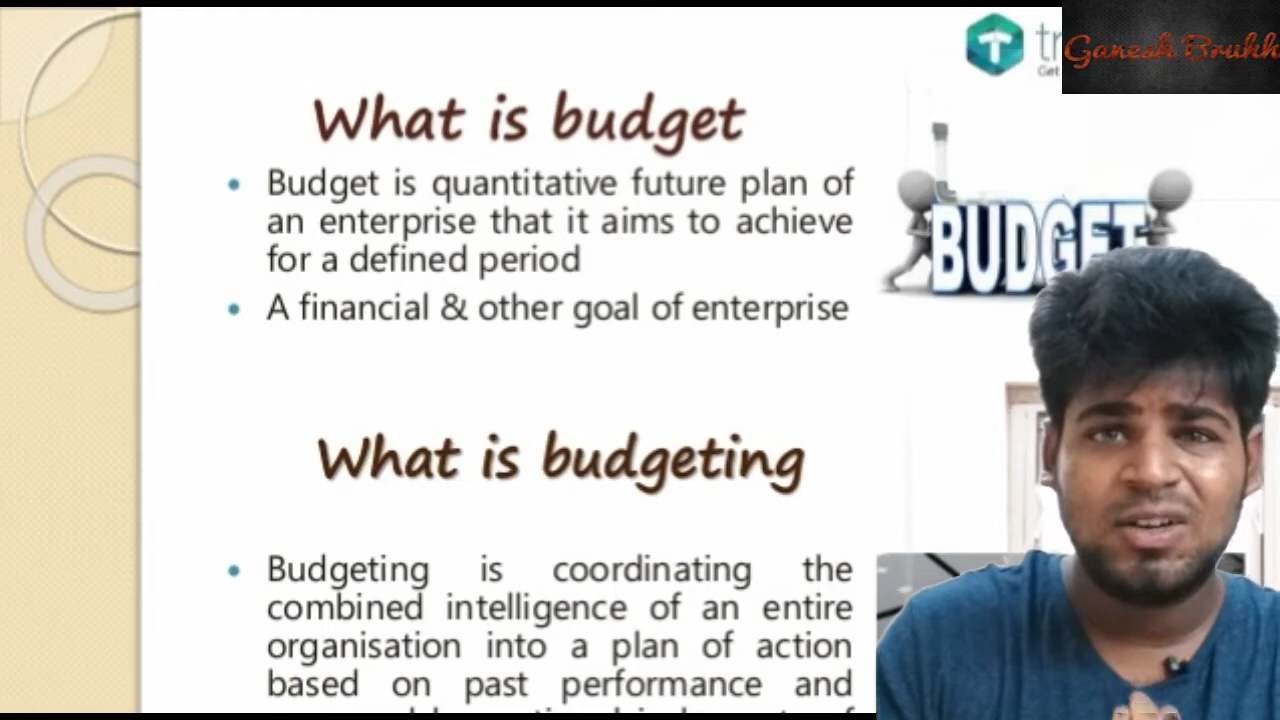 Ganesh Brukh
What is budget
Budget is quantitative future plan of
an enterprise that it aims to achieve
for a defined period
A financial & other goal of enterprise
BUDGET
What is budgeting
Budgeting is coordinating the
combined intelligence of an entire
organisation into a plan of action
based on past performance and